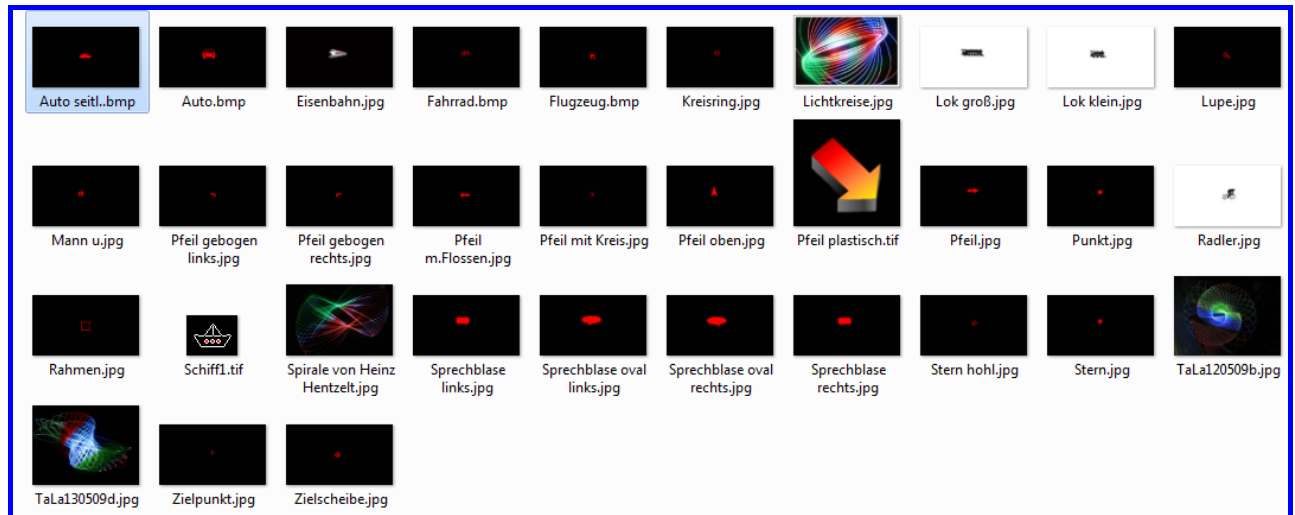 Auto seitl..bmp
Auto.bmp
Eisenbahn.jpg
Fahrrad.bmp
Flugzeug.bmp
Kreisring.jpg
Lichtkreise.jpg
Lok groß.jpg
Lok klein.jpg
Lupe.jpg
Mann u.jpg
Pfeil gebogen
links.jpg
Pfeil gebogen
rechts.jpg
Pfeil
m.Flossen.jpg
Pfeil mit Kreis.jpg
Pfeil oben.jpg
Pfeil plastisch.tif
Pfeil.jpg
Punkt.jpg
Radler.jpg
Rahmen.jpg
Schiff1.tif
Spirale von Heinz
Hentzelt.jpg
Sprechblase
links.jpg
Sprechblase oval
links.jpg
Sprechblase oval
rechts.jpg
Sprechblase
rechts.jpg
Stern hohl.jpg
Stern.jpg
TaLa120509b.jpg
TaLa130509d.jpg
Zielpunkt.jpg
Zielscheibe.jpg